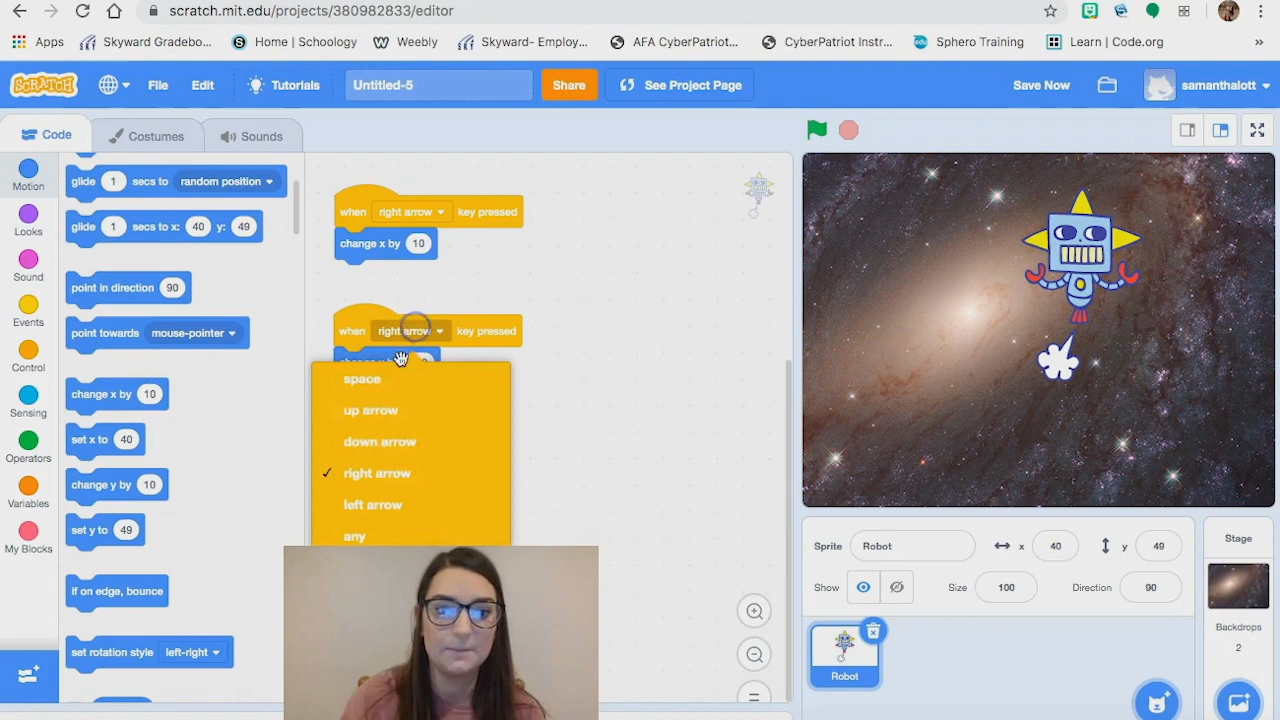 scratch.mit.edu/projects/380982833/editor
Apps Skyward Gradebo... Home | Schoology Weebly Skyward- Employ... AFA CyberPatriot... CyberPatriot Instr... Sphero Training Learn | Code.org »
SCRATCH File Edit Tutorials Untitled-5 Share See Project Page Save Now samanthalott
Code Costumes Sounds
Motion
Looks
Sound
Events
Control
Sensing
Operators
Variables
My Blocks
glide 1 secs to random position
glide 1 secs to x: 40 y: 49
point in direction 90
point towards mouse-pointer
change x by 10
set x to 40
change y by 10
set y to 49
if on edge, bounce
set rotation style left-right
when right arrow key pressed
change x by 10
when right arrow key pressed
space
up arrow
down arrow
✓ right arrow
left arrow
any
Sprite Robot x 40 y 49
Show Size 100 Direction 90
Robot
Stage
Backdrops
2